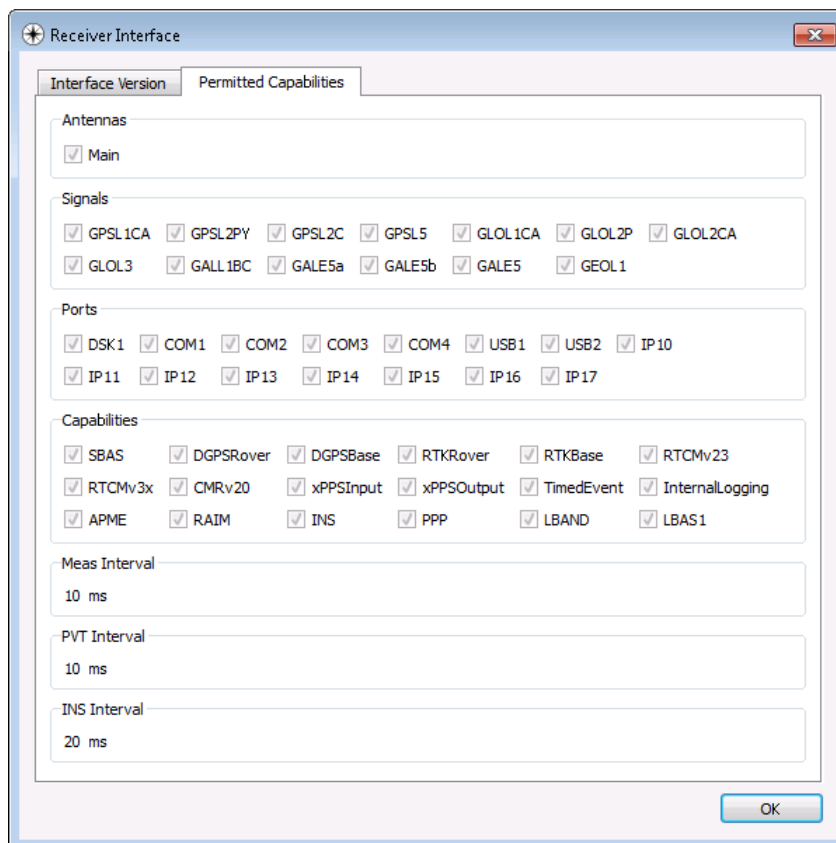 Receiver Interface
Interface Version Permitted Capabilities
Antennas
Main
Signals
GPSL1CA GPSL2PY GPSL2C GPSL5 GLOL1CA GLOL2P GLOL2CA
GLOL3 GALL1BC GALE5a GALE5b GALE5 GEOL1
Ports
DSK1 COM1 COM2 COM3 COM4 USB1 USB2 IP10
IP11 IP12 IP13 IP14 IP15 IP16 IP17
Capabilities
SBAS DGPSRover DGPSBase RTKRover RTKBase RTCMv23
RTCMv3x CMRv20 xPPSInput xPPSOutput TimedEvent InternalLogging
APME RAIM INS PPP LBAND LBAS1
Meas Interval
10 ms
PVT Interval
10 ms
INS Interval
20 ms
OK